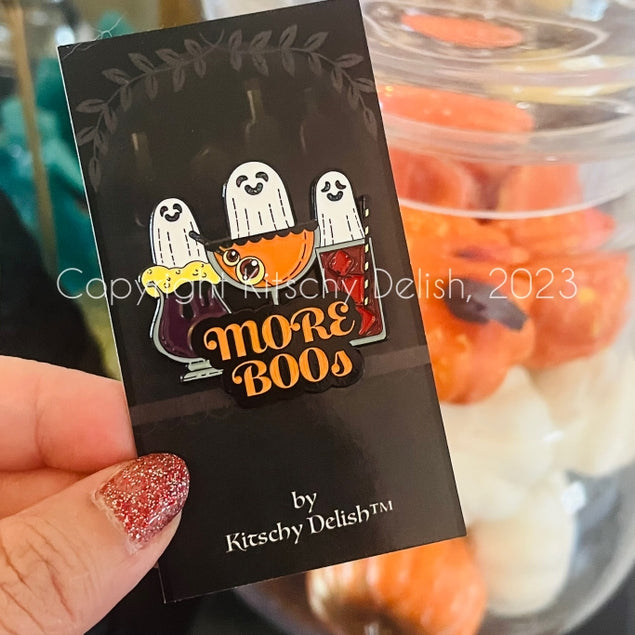 Copyright Kitschy Delish, 2023
MORE
BOOs
by
Kitschy Delish™